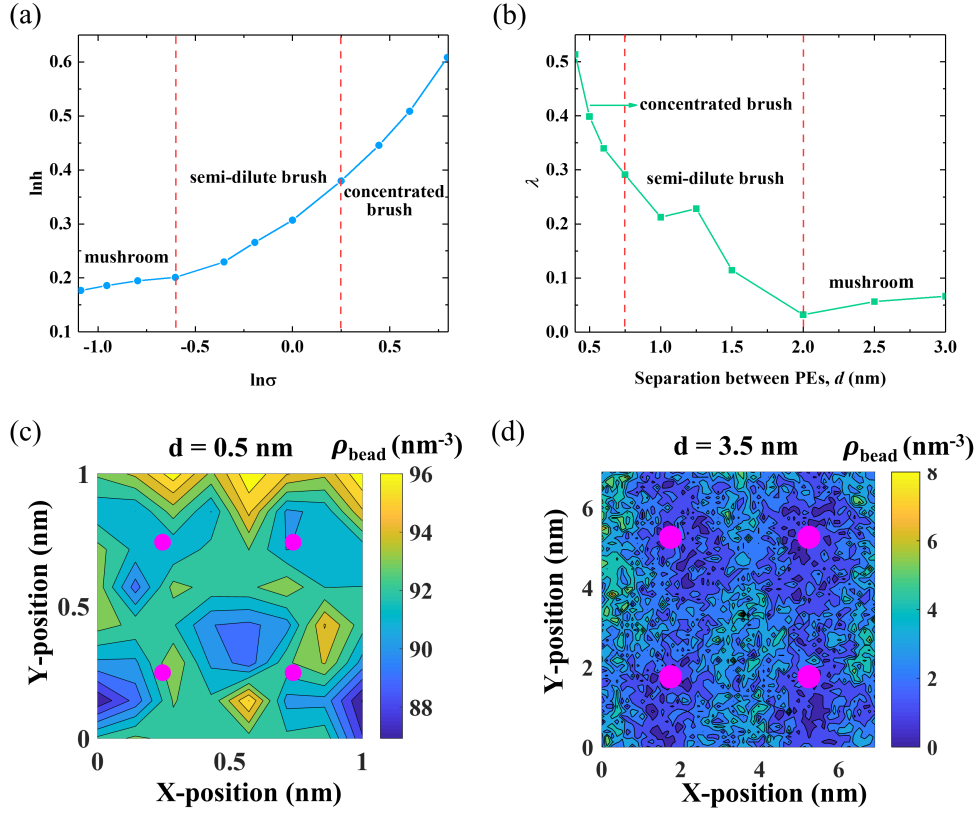 (a)
0.6
0.5
0.4
0.3
0.2
0.1
lnh
semi-dilute brush
concentrated
brush
mushroom
-1.0
-0.5
0.0
0.5
lnσ
(b)
0.5
0.4
0.3
0.2
0.1
0.0
λ
concentrated brush
semi-dilute brush
mushroom
0.5
1.0
1.5
2.0
2.5
3.0
Separation between PEs, d (nm)
(c)
d = 0.5 nm
ρbead (nm-3)
1
0.5
0
Y-position (nm)
0
0.5
1
X-position (nm)
96
94
92
90
88
(d)
d = 3.5 nm
ρbead (nm-3)
6
4
2
0
Y-position (nm)
0
2
4
6
X-position (nm)
8
6
4
2
0